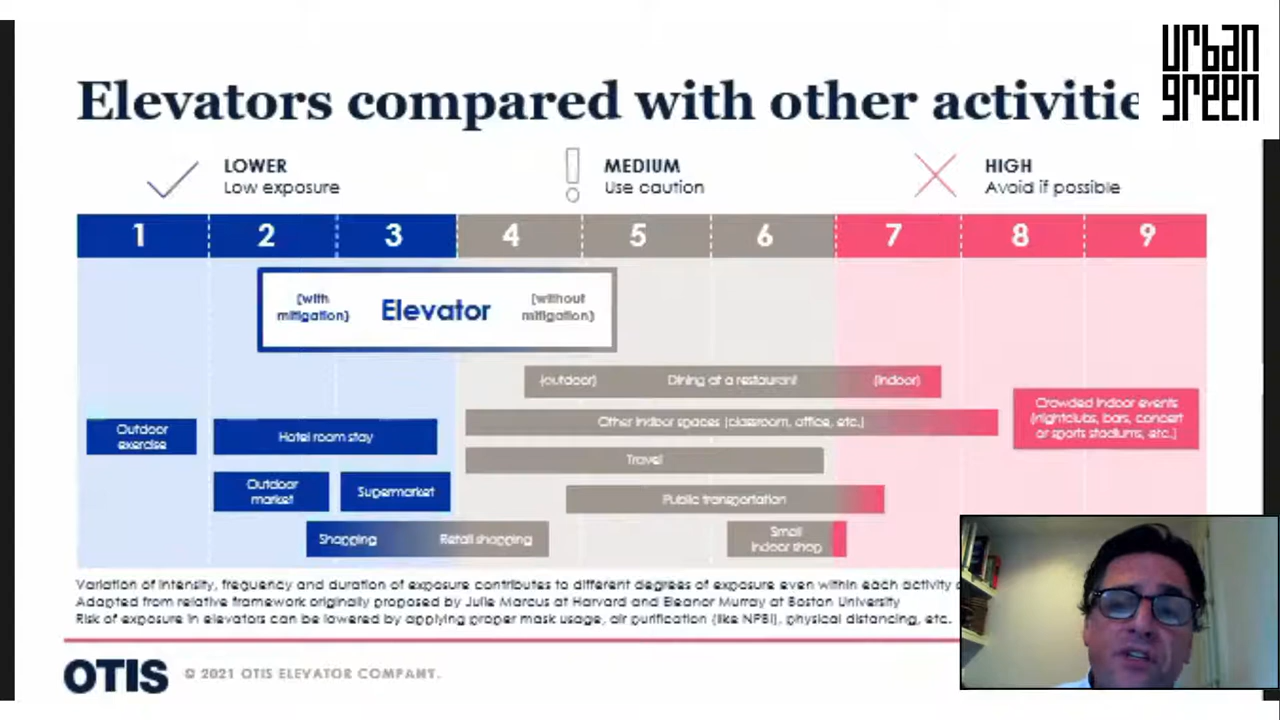 urban
green
Elevators compared with other activitie
LOWER
Low exposure
MEDIUM
Use caution
HIGH
Avoid if possible
1 2 3 4 5 6 7 8 9
(with
mitigation)
Elevator
(without
mitigation)
(outdoor) Dining at a restaurant (indoor)
Crowded indoor events
(nightclubs, bars, concert
or sports stadiums, etc.)
Other indoor spaces (classroom, office, etc.)
Outdoor
exercise
Hotel room stay
Travel
Outdoor
market
Supermarket
Public transportation
Shopping Retail shopping
Small
indoor shop
Variation of intensity, frequency and duration of exposure contributes to different degrees of exposure even within each activity
Adapted from relative framework originally proposed by Julie Marcus at Harvard and Eleanor Murray at Boston University
Risk of exposure in elevators can be lowered by applying proper mask usage, air purification (like NPBI), physical distancing, etc.
OTIS © 2021 OTIS ELEVATOR COMPANY.